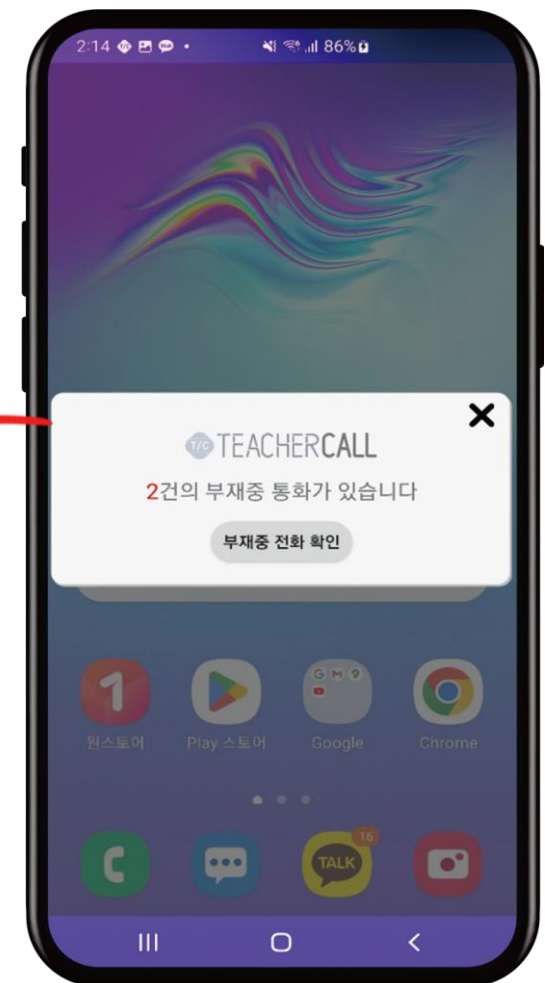 2:14
86%
T/C TEACHERCALL
2건의 부재중 통화가 있습니다
부재중 전화 확인
원스토어
Play 스토어
Google
Chrome
16
TALK